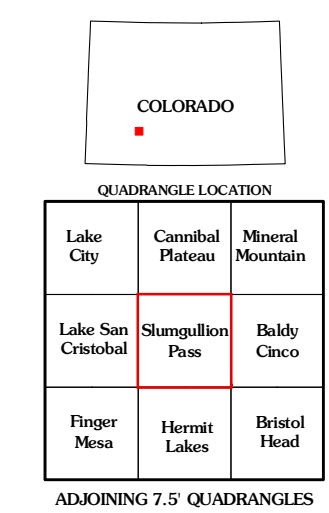 COLORADO
QUADRANGLE LOCATION
Lake
City
Cannibal
Plateau
Mineral
Mountain
Lake San
Cristobal
Slumgullion
Pass
Baldy
Cinco
Finger
Mesa
Hermit
Lakes
Bristol
Head
ADJOINING 7.5' QUADRANGLES